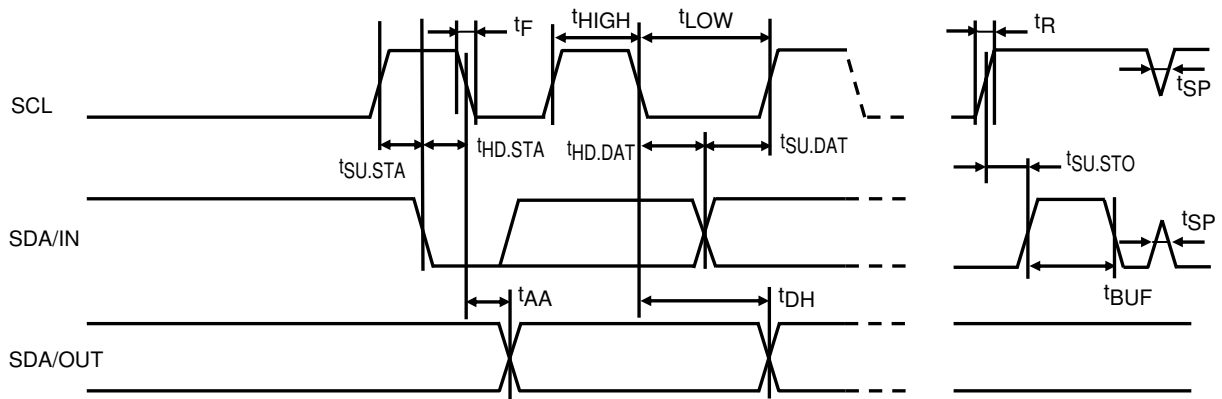 tF
tHIGH
tLOW
tR
SCL
tSP
tSU.STA
tHD.STA
tHD.DAT
tSU.DAT
tSU.STO
SDA/IN
tSP
tAA
tDH
tBUF
SDA/OUT